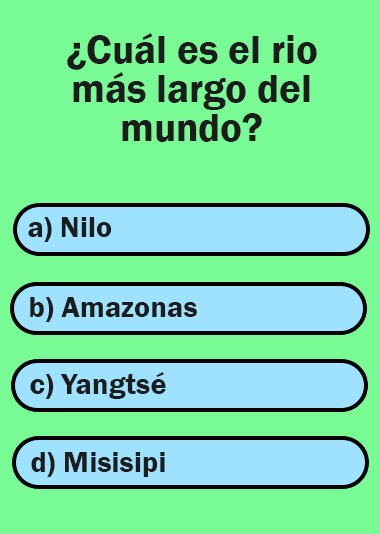 ¿Cuál es el rio
más largo del
mundo?
a) Nilo
b) Amazonas
c) Yangtsé
d) Misisipi